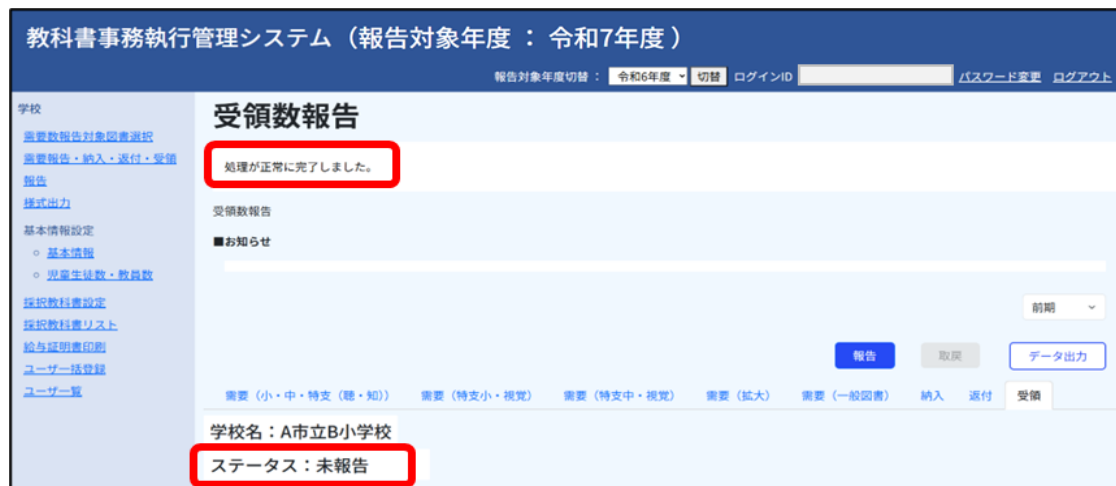 教科書事務執行管理システム（報告対象年度 ： 令和7年度 ）
報告対象年度切替 ： 令和6年度 切替 ログインID パスワード変更 ログアウト
学校
需要数報告対象図書選択
需要報告・納入・返付・受領
報告
様式出力
基本情報設定
基本情報
児童生徒数・教員数
採択教科書設定
採択教科書リスト
給与証明書印刷
ユーザ一括登録
ユーザ一覧
受領数報告
処理が正常に完了しました。
受領数報告
■お知らせ
前期
報告 取戻 データ出力
需要（小・中・特支（聴・知）） 需要（特支小・視覚） 需要（特支中・視覚） 需要（拡大） 需要（一般図書） 納入 返付 受領
学校名：A市立B小学校
ステータス：未報告